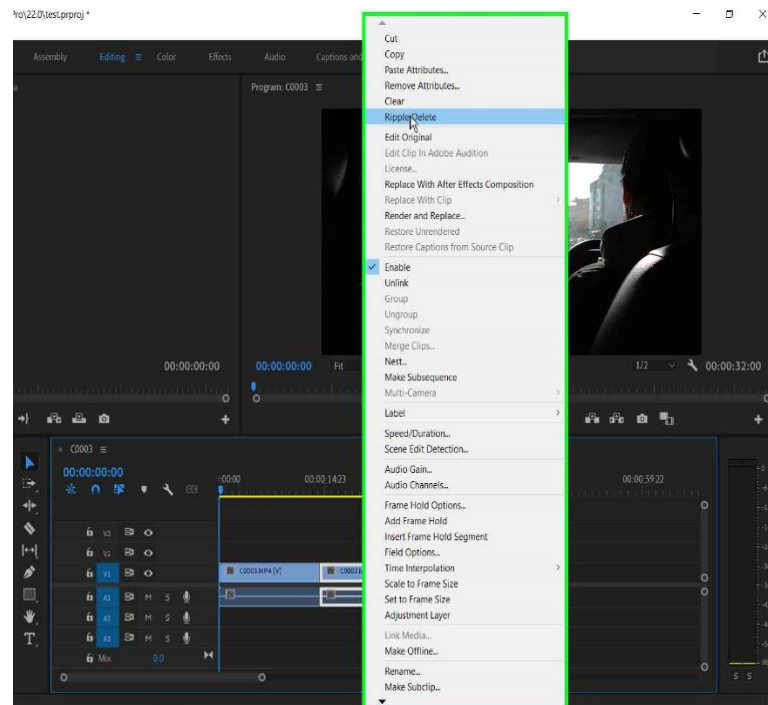 Pro\22.0\test.prproj *
Assembly Editing Color Effects Audio Captions and
Program: C0003
Cut
Copy
Paste Attributes...
Remove Attributes...
Clear
Ripple Delete
Edit Original
Edit Clip In Adobe Audition
License...
Replace With After Effects Composition
Replace With Clip
Render and Replace...
Restore Unrendered
Restore Captions from Source Clip
Enable
Unlink
Group
Ungroup
Synchronize
Merge Clips...
Nest...
Make Subsequence
Multi-Camera
Label
Speed/Duration...
Scene Edit Detection...
Audio Gain...
Audio Channels...
Frame Hold Options...
Add Frame Hold
Insert Frame Hold Segment
Field Options...
Time Interpolation
Scale to Frame Size
Set to Frame Size
Adjustment Layer
Link Media...
Make Offline...
Rename...
Make Subclip...
00:00:00:00 00:00:00:00 Fit 1/2 00:00:32:00
C0003
00:00:00:00
:00:00 00:00:14:23 00:00:59:22
V3
V2
V1 C0003.MP4 [V]
A1 M S
A2 M S
A3 M S
Mix 0.0
S S